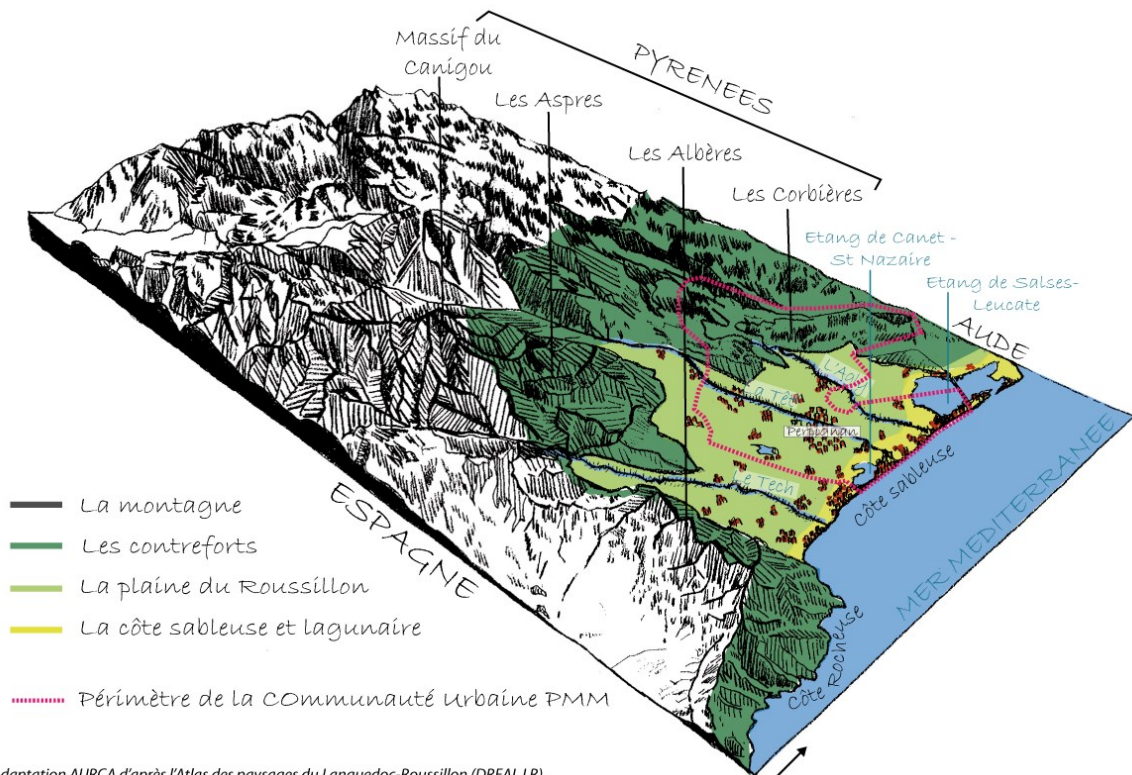 PYRENEES
Massif du
Canigou
Les Aspres
Les Albères
Les Corbières
Etang de Canet -
St Nazaire
Etang de Salses-
Leucate
AUDE
L'Agly
La Têt
Perpignan
Le Tech
Côte sableuse
MER MEDITERRANEE
ESPAGNE
Côte Rocheuse
La montagne
Les contreforts
La plaine du Roussillon
La côte sableuse et lagunaire
Périmètre de la COmmunauté Urbaine PMM
daptation AURCA d'après l'Atlas des paysages du Languedoc-Roussillon (DREAL LR)